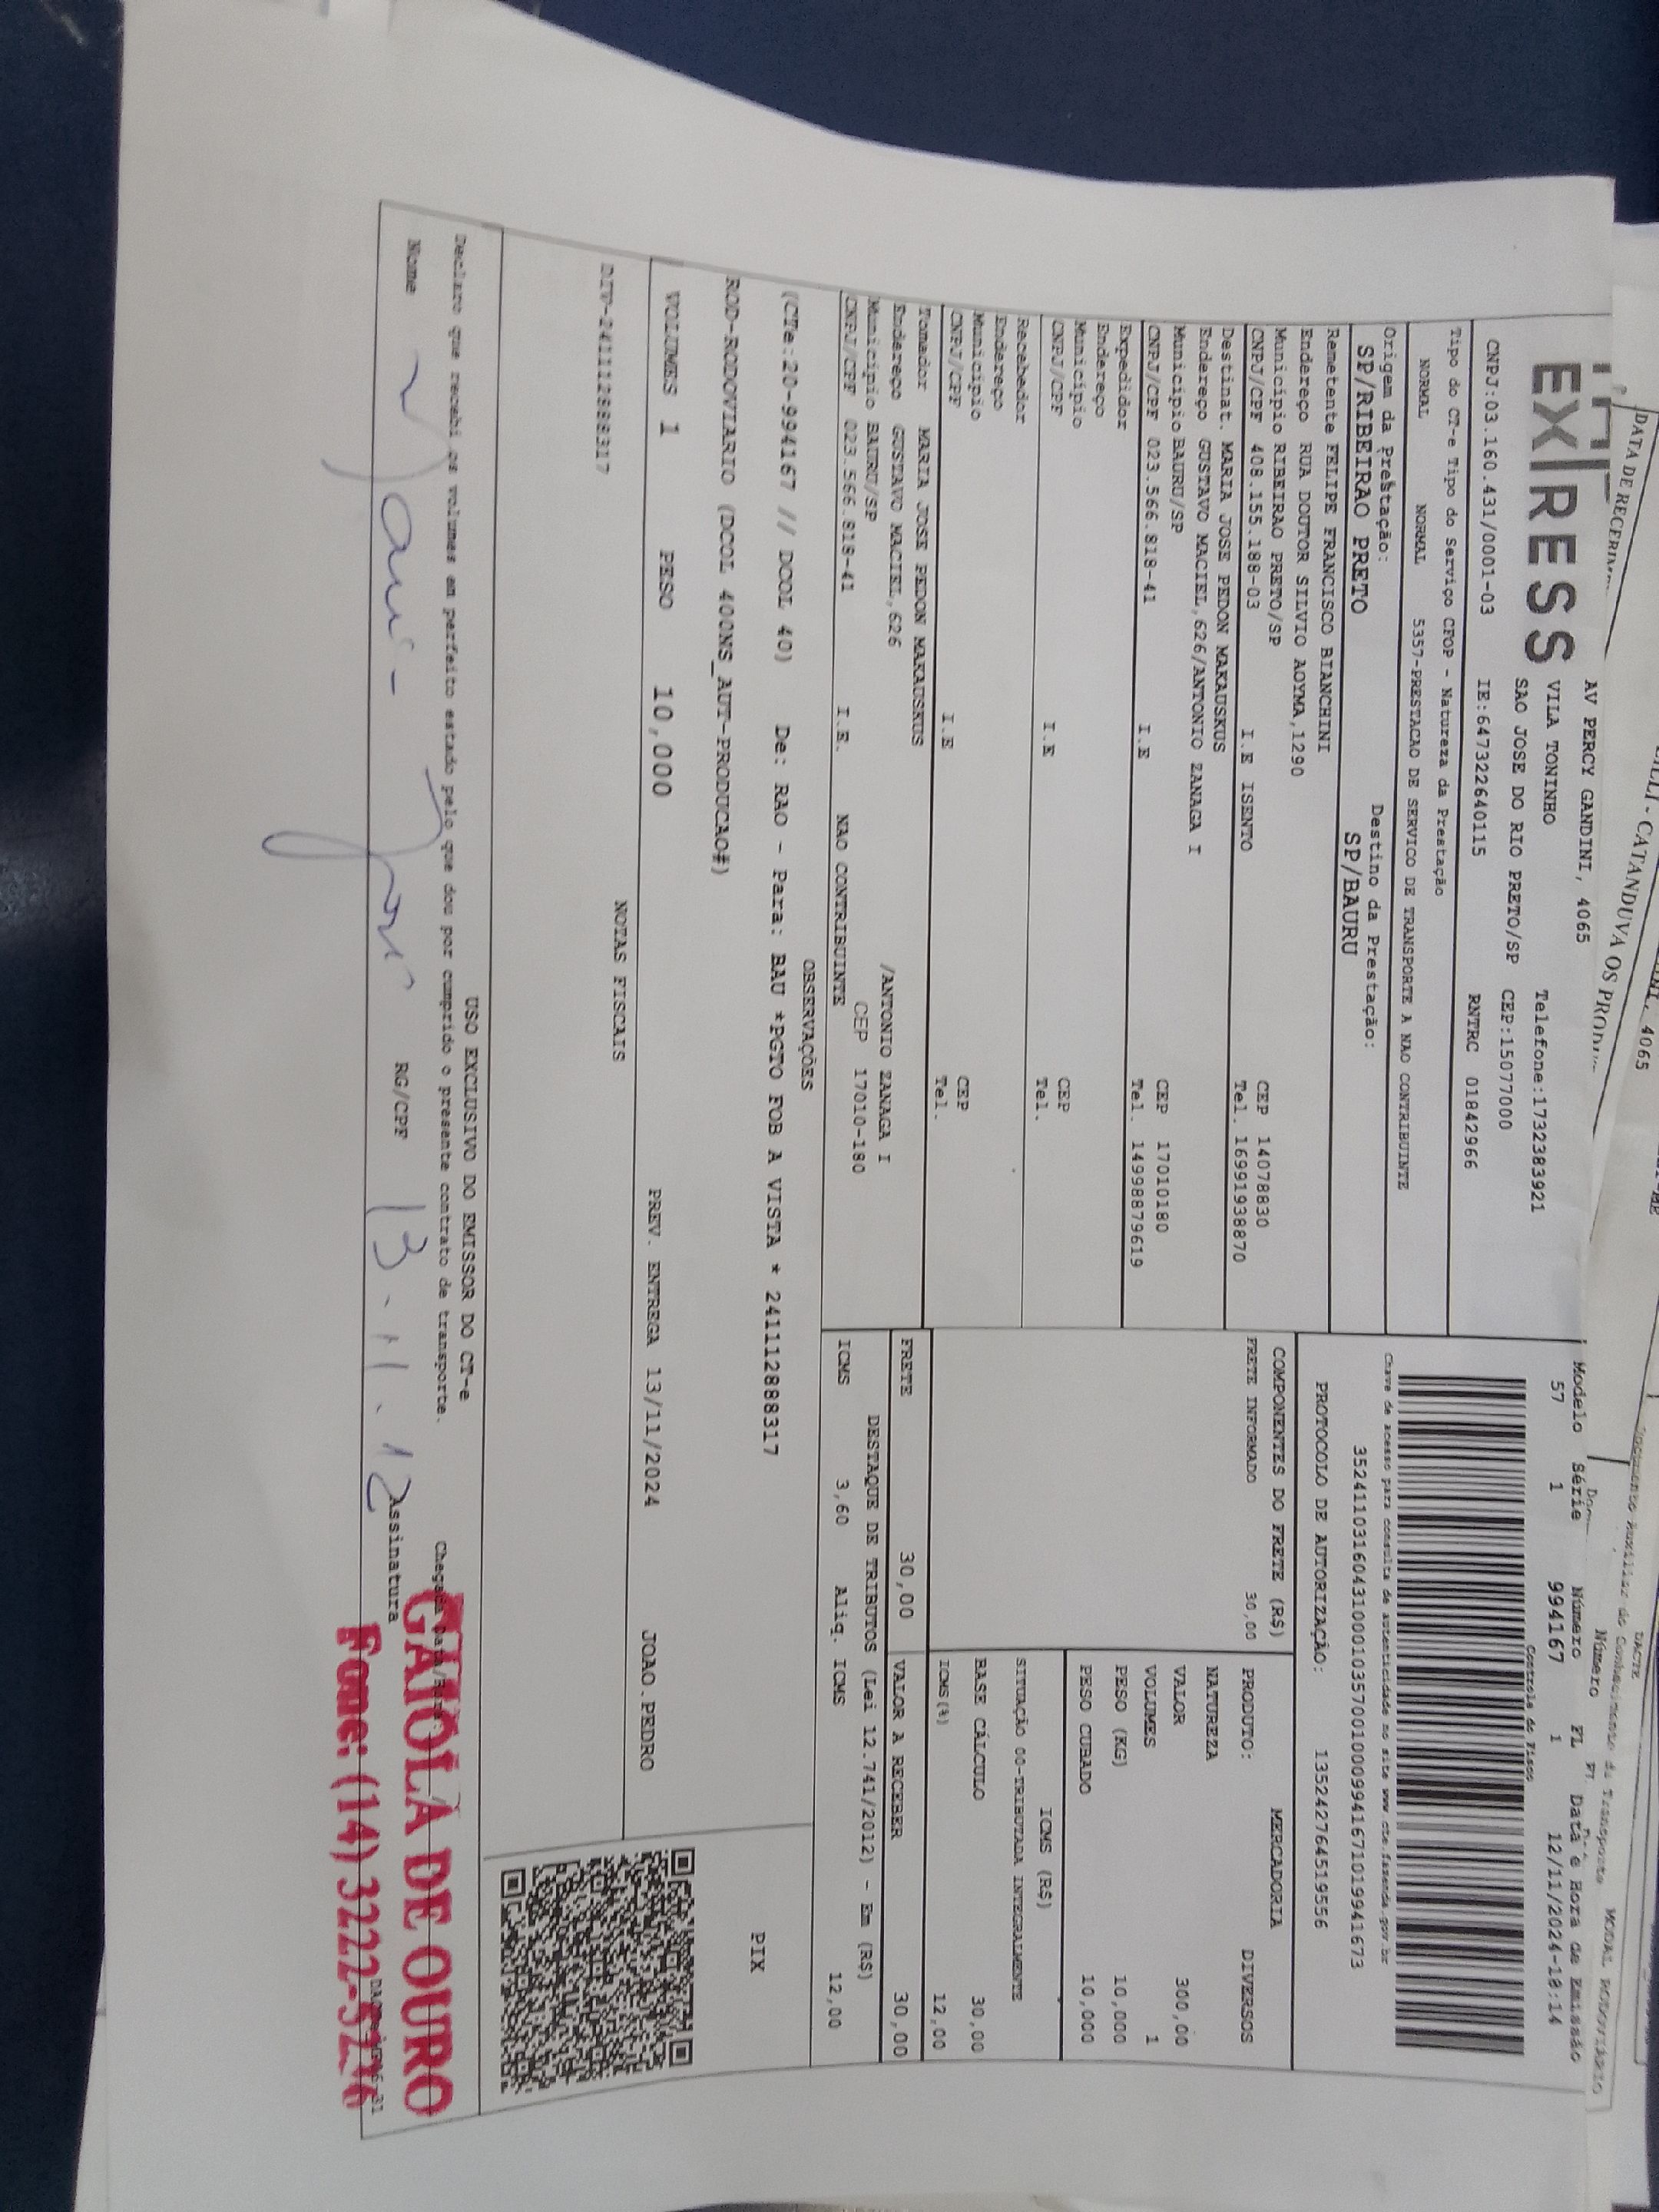 DATA DE RECEBIM
- CATANDUVA OS PRODU
4065
DACTE
Número
EXPRESS
AV PERCY GANDINI, 4065
VILA TONINHO
Telefone:1732383921
SAO JOSE DO RIO PRETO/SP CEP:15077000
CNPJ:03.160.431/0001-03 IE:647322640115 RNTRC 01842966
Modelo Série Número FL Data e Hora de Emissão
57 1 994167 1 12/11/2024-18:14
Controle do Fisco
Tipo do CT-e Tipo do Serviço CFOP - Natureza da Prestação
NORMAL NORMAL 5357-PRESTACAO DE SERVICO DE TRANSPORTE A NAO CONTRIBUINTE
Chave de acesso para consulta de autenticidade no site www.cte.fazenda.gov.br
35241103160431000103570010009941671019941673
Origem da Prestação: Destino da Prestação:
SP/RIBEIRAO PRETO SP/BAURU
PROTOCOLO DE AUTORIZAÇÃO: 135242764519556
Remetente FELIPE FRANCISCO BIANCHINI
Endereço RUA DOUTOR SILVIO AOYMA,1290
Município RIBEIRAO PRETO/SP CEP 14078830
CNPJ/CPF 408.155.188-03 I.E ISENTO Tel. 16991938870
Destinat. MARIA JOSE PEDON MAKAUSKUS
Endereço GUSTAVO MACIEL,626/ANTONIO ZANAGA I
Município BAURU/SP CEP 17010180
CNPJ/CPF 023.566.818-41 I.E Tel. 14998879619
Expedidor
Endereço
Município CEP
CNPJ/CPF I.E Tel.
Recebedor
Endereço
Município CEP
CNPJ/CPF I.E Tel.
COMPONENTES DO FRETE (R$)
FRETE INFORMADO 30,00
MERCADORIA
PRODUTO: DIVERSOS
NATUREZA
VALOR 300,00
VOLUMES 1
PESO (KG) 10,000
PESO CUBADO 10,000
ICMS (R$)
SITUAÇÃO 00-TRIBUTADA INTEGRALMENTE
BASE CÁLCULO 30,00
ICMS(%) 12,00
Tomador MARIA JOSE PEDON MAKAUSKUS
Endereço GUSTAVO MACIEL,626 /ANTONIO ZANAGA I
Município BAURU/SP CEP 17010-180
CNPJ/CPF 023.566.818-41 I.E. NAO CONTRIBUINTE
FRETE 30,00 VALOR A RECEBER 30,00
DESTAQUE DE TRIBUTOS (Lei 12.741/2012) - Em (R$)
ICMS 3,60 Aliq. ICMS 12,00
OBSERVAÇÕES
(CTe:20-994167 // DCOL 40) De: RAO - Para: BAU *PGTO FOB A VISTA * 241112888317
ROD-RODOVIARIO (DCOL 400NS_AUT-PRODUCAO#)
PIX
VOLUMES 1 PESO 10,000 PREV. ENTREGA 13/11/2024 JOAO.PEDRO
NOTAS FISCAIS
DIV-241112888317
USO EXCLUSIVO DO EMISSOR DO CT-e
Declaro que recebi os volumes em perfeito estado pelo que dou por cumprido o presente contrato de transporte.
Chegada Data/Hora:
Nome RG/CPF 13-11.12 Assinatura
GAIOLA DE OURO
Fone: (14) 3222-5216